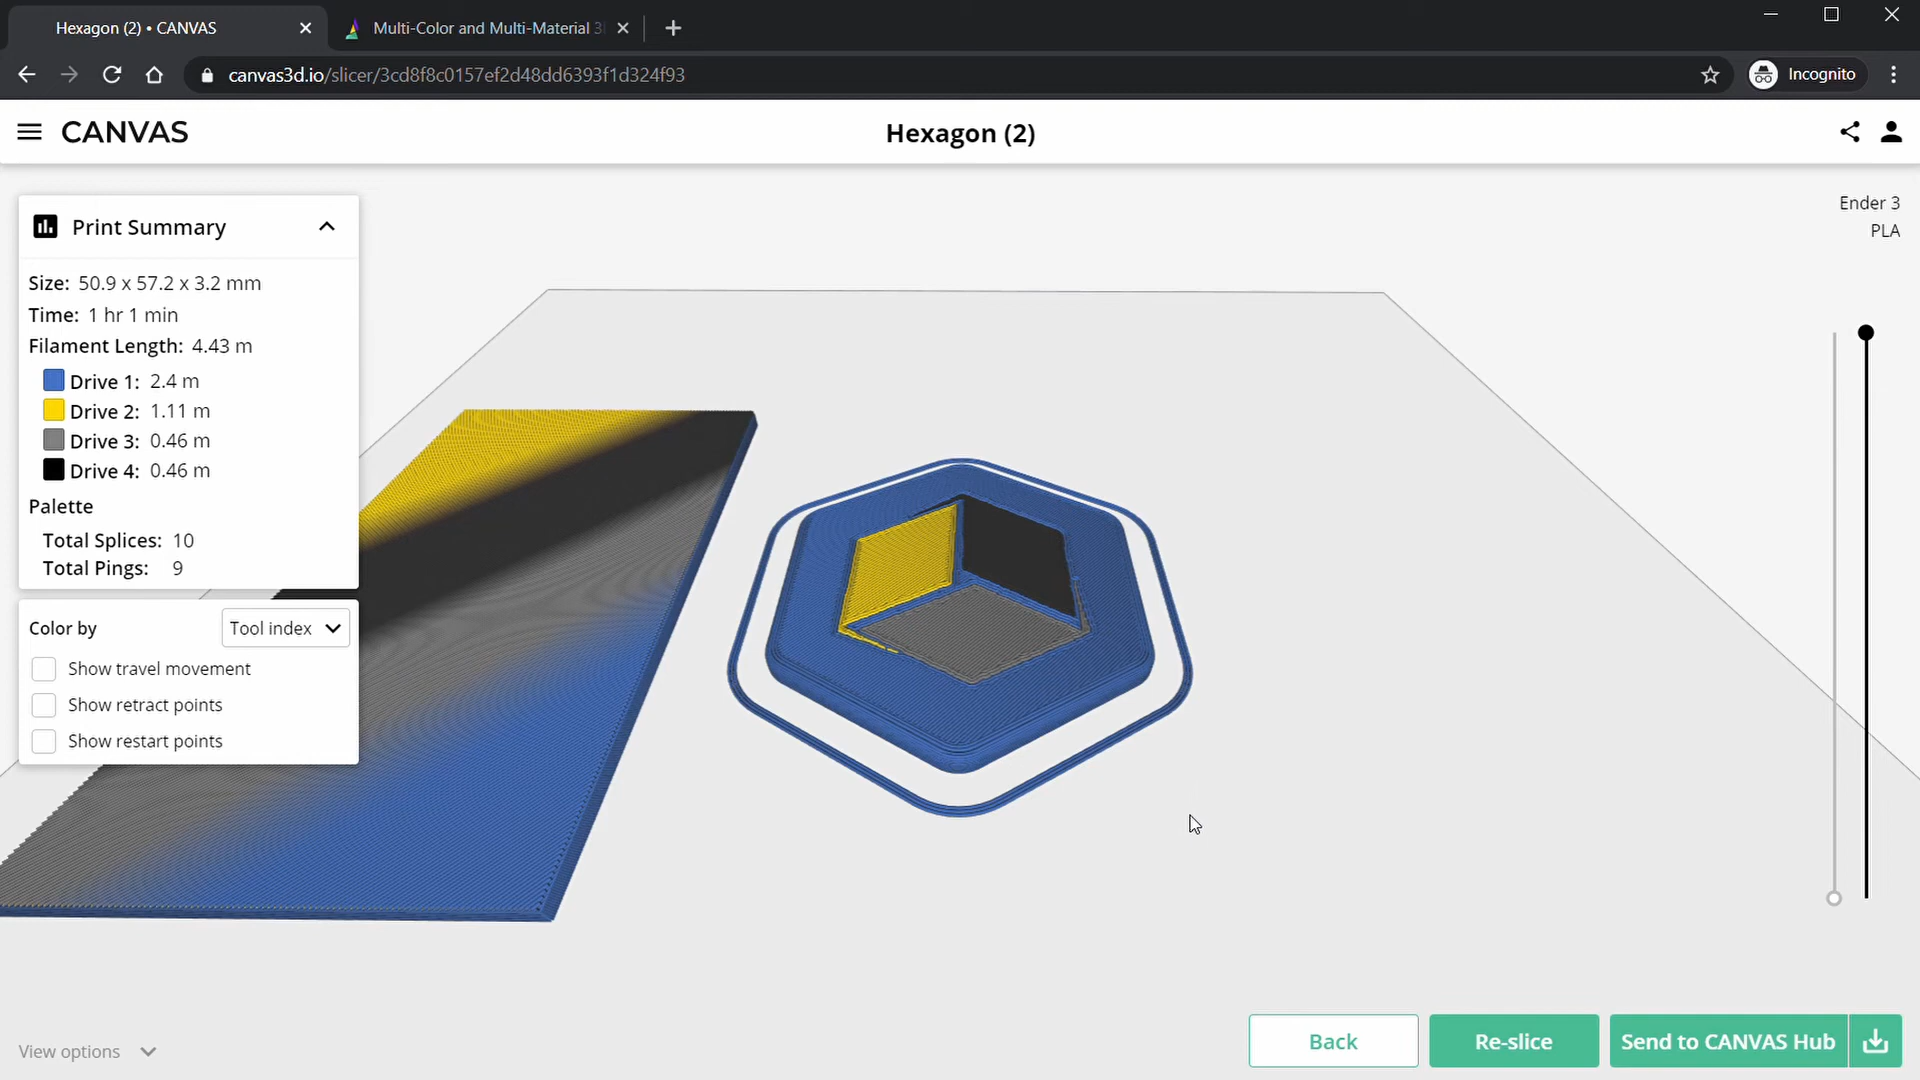 Hexagon (2) • CANVAS
Multi-Color and Multi-Material 3
canvas3d.io/slicer/3cd8f8c0157ef2d48dd6393f1d324f93
Incognito
CANVAS
Hexagon (2)
Ender 3
PLA
Print Summary
Size: 50.9 x 57.2 x 3.2 mm
Time: 1 hr 1 min
Filament Length: 4.43 m
Drive 1: 2.4 m
Drive 2: 1.11 m
Drive 3: 0.46 m
Drive 4: 0.46 m
Palette
Total Splices: 10
Total Pings: 9
Color by Tool index
Show travel movement
Show retract points
Show restart points
View options
Back
Re-slice
Send to CANVAS Hub